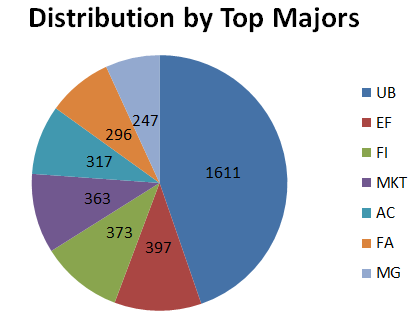 Distribution by Top Majors
1611
397
373
363
317
296
247
UB
EF
FI
MKT
AC
FA
MG